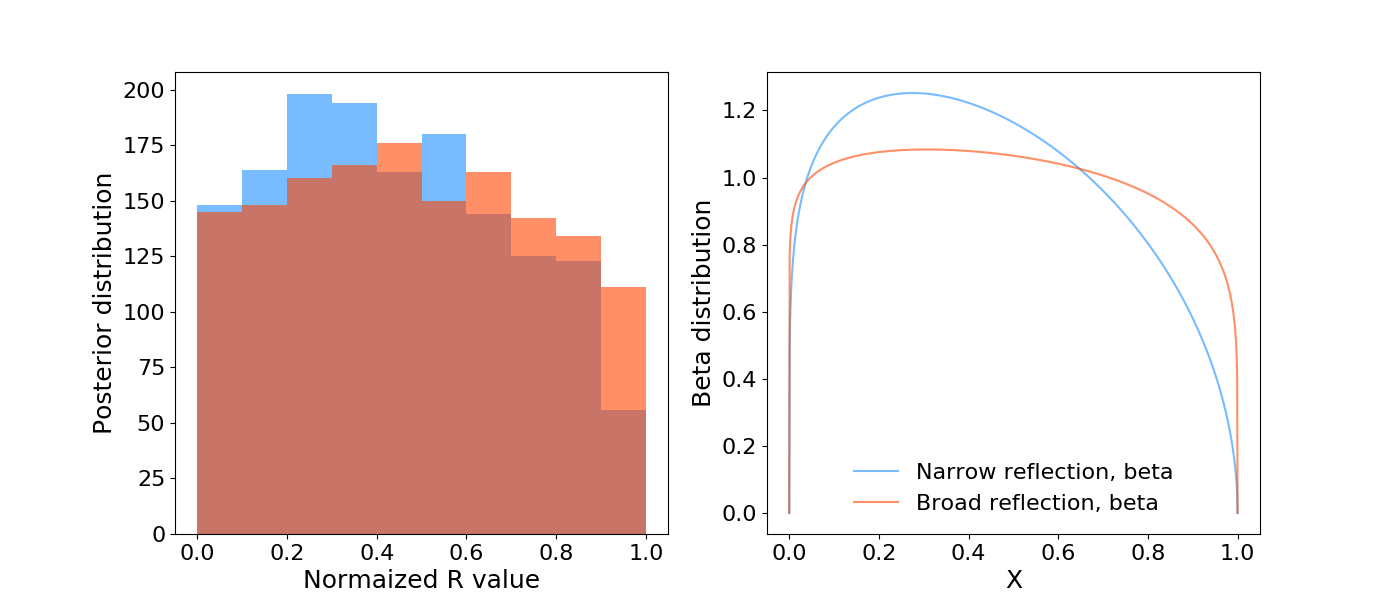 Posterior distribution
200
175
150
125
100
75
50
25
0
0.0 0.2 0.4 0.6 0.8 1.0
Normaized R value
Beta distribution
1.2
1.0
0.8
0.6
0.4
0.2
0.0
Narrow reflection, beta
Broad reflection, beta
0.0 0.2 0.4 0.6 0.8 1.0
X